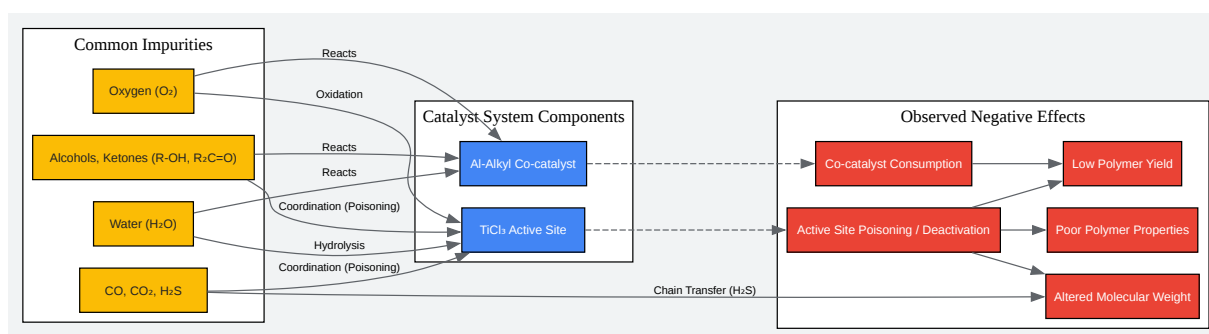 Common Impurities
Oxygen (O₂)
Alcohols, Ketones (R-OH, R₂C=O)
Water (H₂O)
CO, CO₂, H₂S
Reacts
Oxidation
Reacts
Reacts
Coordination (Poisoning)
Hydrolysis
Coordination (Poisoning)
Chain Transfer (H₂S)
Catalyst System Components
Al-Alkyl Co-catalyst
TiCl₃ Active Site
Observed Negative Effects
Co-catalyst Consumption
Low Polymer Yield
Active Site Poisoning / Deactivation
Poor Polymer Properties
Altered Molecular Weight